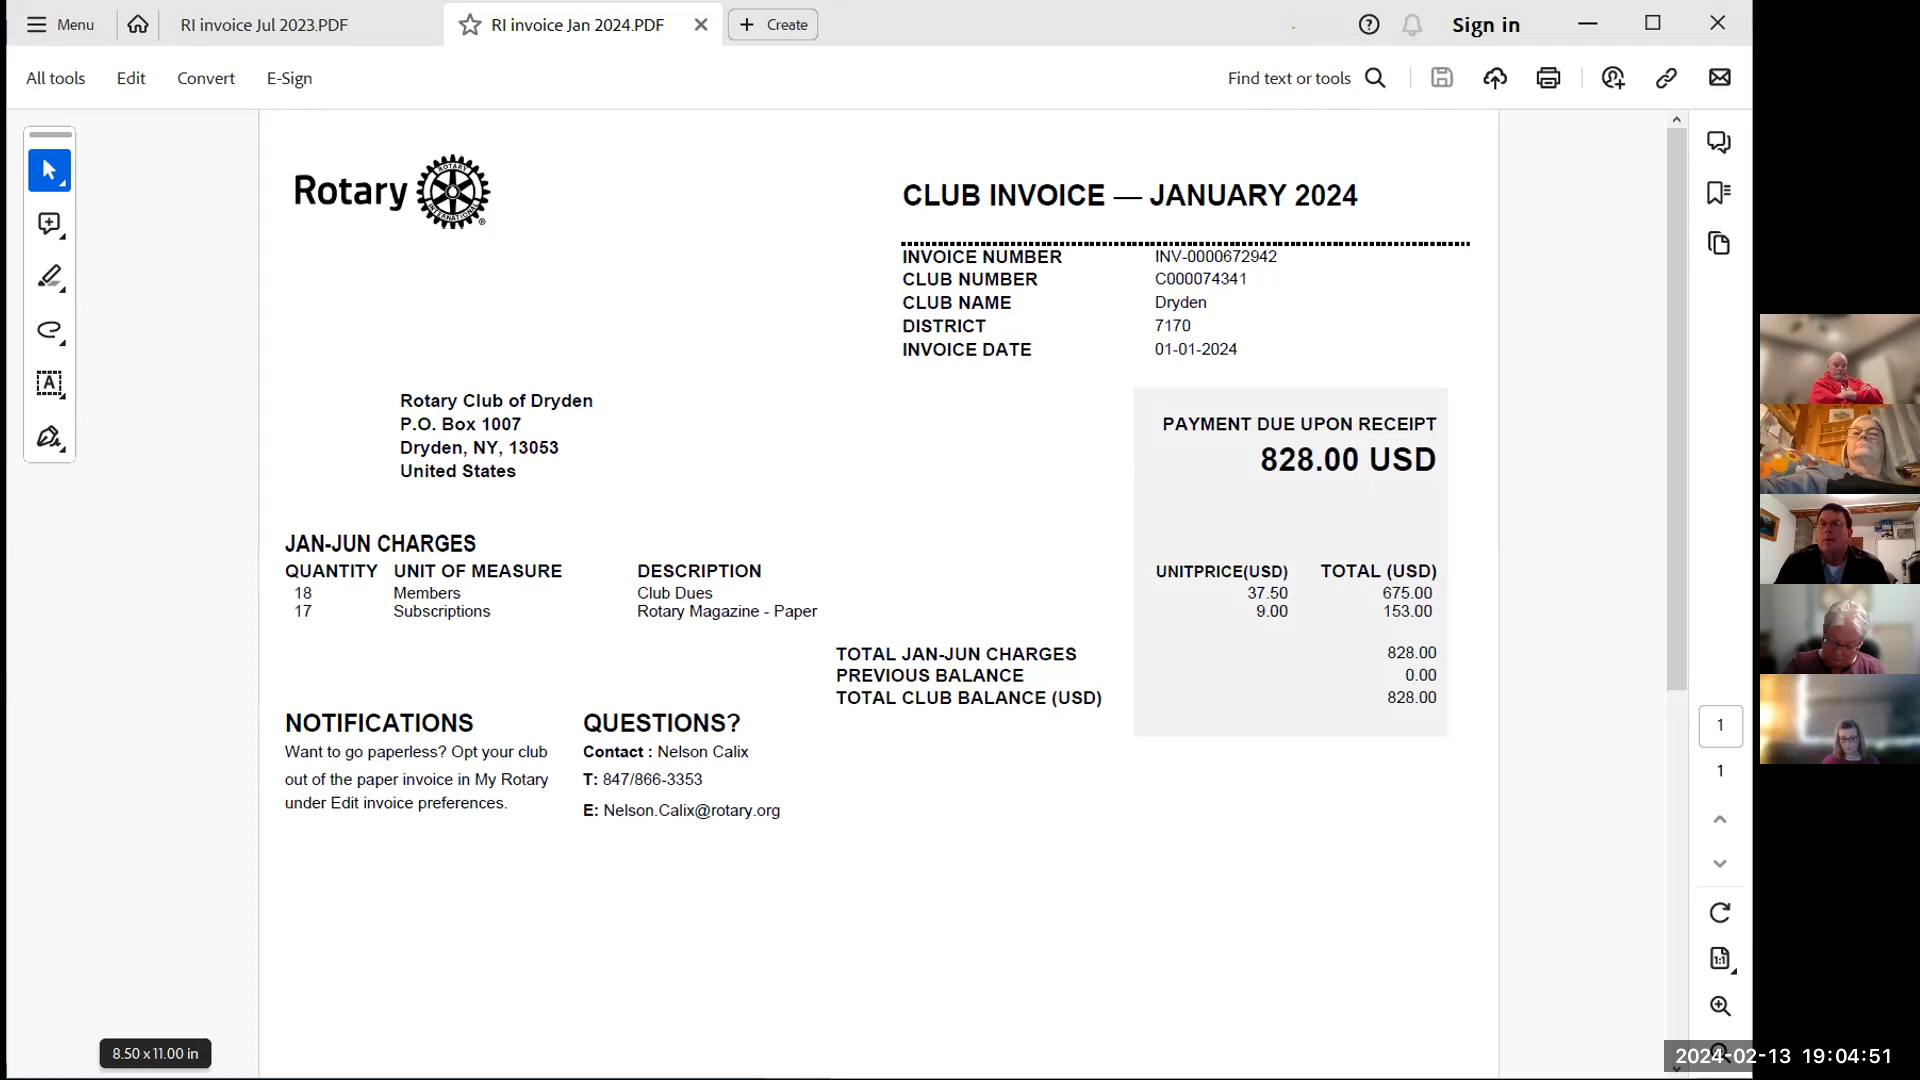 Menu
RI invoice Jul 2023.PDF
RI invoice Jan 2024.PDF
Create
Sign in
All tools
Edit
Convert
E-Sign
Find text or tools
Rotary
ROTARY INTERNATIONAL
CLUB INVOICE — JANUARY 2024
INVOICE NUMBER INV-0000672942
CLUB NUMBER C000074341
CLUB NAME Dryden
DISTRICT 7170
INVOICE DATE 01-01-2024
Rotary Club of Dryden
P.O. Box 1007
Dryden, NY, 13053
United States
PAYMENT DUE UPON RECEIPT
828.00 USD
JAN-JUN CHARGES
QUANTITY UNIT OF MEASURE DESCRIPTION UNITPRICE(USD) TOTAL (USD)
18 Members Club Dues 37.50 675.00
17 Subscriptions Rotary Magazine - Paper 9.00 153.00
TOTAL JAN-JUN CHARGES 828.00
PREVIOUS BALANCE 0.00
TOTAL CLUB BALANCE (USD) 828.00
NOTIFICATIONS
Want to go paperless? Opt your club
out of the paper invoice in My Rotary
under Edit invoice preferences.
QUESTIONS?
Contact : Nelson Calix
T: 847/866-3353
E: Nelson.Calix@rotary.org
1
1
8.50 x 11.00 in
2024-02-13 19:04:51